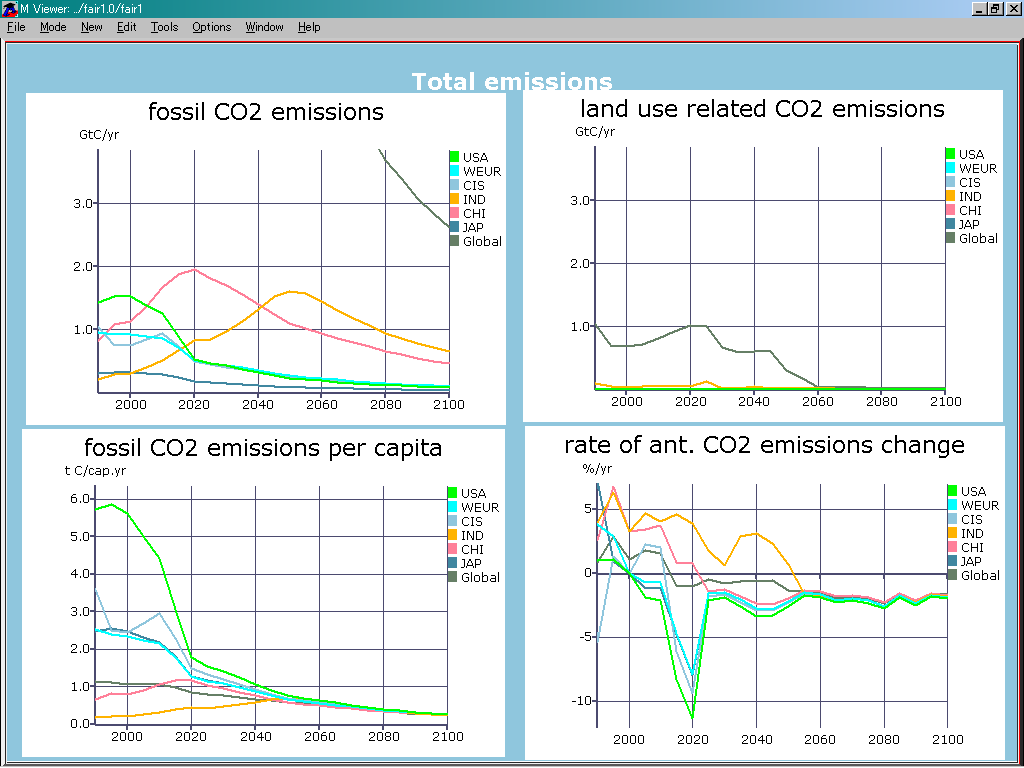 M Viewer: ../fair1.0/fair1
File Mode New Edit Tools Options Window Help
Total emissions
fossil CO2 emissions
GtC/yr
3.0
2.0
1.0
2000 2020 2040 2060 2080 2100
USA
WEUR
CIS
IND
CHI
JAP
Global
land use related CO2 emissions
GtC/yr
3.0
2.0
1.0
2000 2020 2040 2060 2080 2100
USA
WEUR
CIS
IND
CHI
JAP
Global
fossil CO2 emissions per capita
t C/cap.yr
6.0
5.0
4.0
3.0
2.0
1.0
0.0
2000 2020 2040 2060 2080 2100
USA
WEUR
CIS
IND
CHI
JAP
Global
rate of ant. CO2 emissions change
%/yr
5
0
-5
-10
2000 2020 2040 2060 2080 2100
USA
WEUR
CIS
IND
CHI
JAP
Global